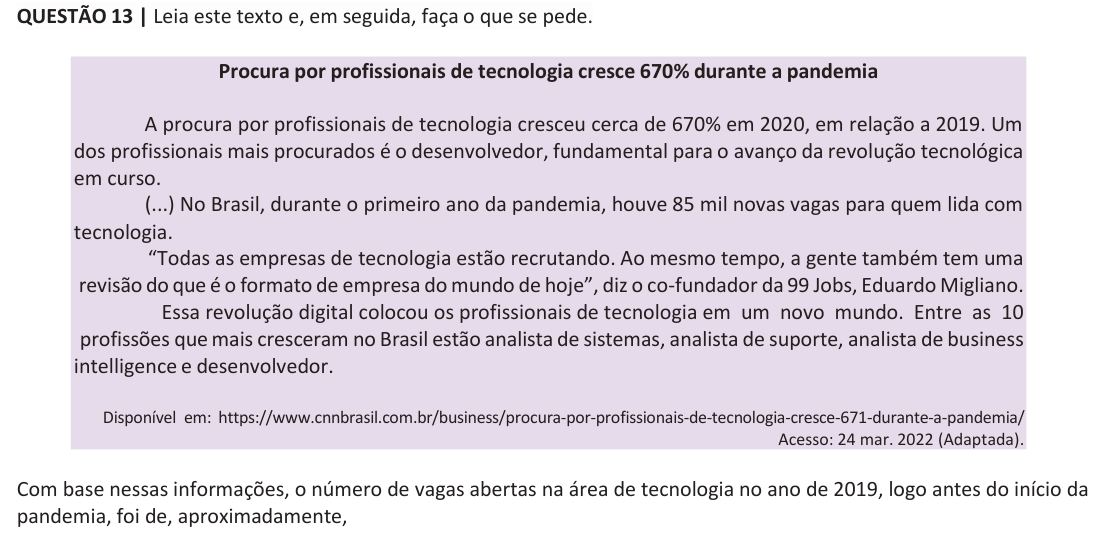 QUESTÃO 13 | Leia este texto e, em seguida, faça o que se pede.
Procura por profissionais de tecnologia cresce 670% durante a pandemia
A procura por profissionais de tecnologia cresceu cerca de 670% em 2020, em relação a 2019. Um
dos profissionais mais procurados é o desenvolvedor, fundamental para o avanço da revolução tecnológica
em curso.
(...) No Brasil, durante o primeiro ano da pandemia, houve 85 mil novas vagas para quem lida com
tecnologia.
“Todas as empresas de tecnologia estão recrutando. Ao mesmo tempo, a gente também tem uma
revisão do que é o formato de empresa do mundo de hoje”, diz o co-fundador da 99 Jobs, Eduardo Migliano.
Essa revolução digital colocou os profissionais de tecnologia em um novo mundo. Entre as 10
profissões que mais cresceram no Brasil estão analista de sistemas, analista de suporte, analista de business
intelligence e desenvolvedor.
Disponível em: https://www.cnnbrasil.com.br/business/procura-por-profissionais-de-tecnologia-cresce-671-durante-a-pandemia/
Acesso: 24 mar. 2022 (Adaptada).
Com base nessas informações, o número de vagas abertas na área de tecnologia no ano de 2019, logo antes do início da
pandemia, foi de, aproximadamente,